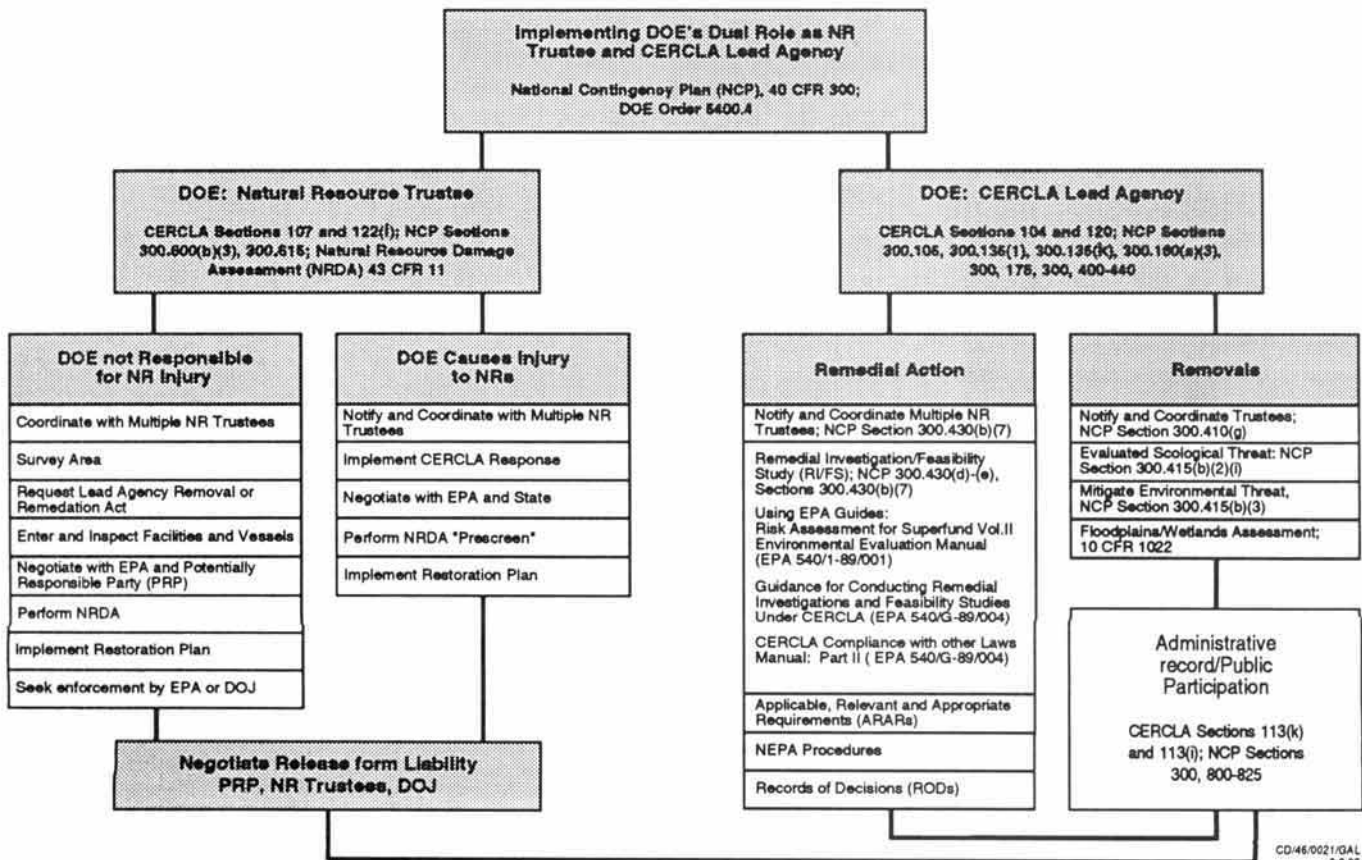 Implementing DOE's Dual Role as NR
Trustee and CERCLA Lead Agency
National Contingency Plan (NCP), 40 CFR 300;
DOE Order 5400.4
DOE: Natural Resource Trustee
CERCLA Sections 107 and 122(j); NCP Sections
300.600(b)(3), 300.615; Natural Resource Damage
Assessment (NRDA) 43 CFR 11
DOE: CERCLA Lead Agency
CERCLA Sections 104 and 120; NCP Sections
300.105, 300.135(1), 300.135(k), 300.160(a)(3),
300, 175, 300, 400-440
DOE not Responsible
for NR Injury
Coordinate with Multiple NR Trustees
Survey Area
Request Lead Agency Removal or
Remedation Act
Enter and Inspect Facilities and Vessels
Negotiate with EPA and Potentially
Responsible Party (PRP)
Perform NRDA
Implement Restoration Plan
Seek enforcement by EPA or DOJ
DOE Causes Injury
to NRs
Notify and Coordinate with Multiple NR
Trustees
Implement CERCLA Response
Negotiate with EPA and State
Perform NRDA "Prescreen"
Implement Restoration Plan
Negotiate Release form Liability
PRP, NR Trustees, DOJ
Remedial Action
Notify and Coordinate Multiple NR
Trustees; NCP Section 300.430(b)(7)
Remedial Investigation/Feasibility
Study (RI/FS); NCP 300.430(d)-(e),
Sections 300.430(b)(7)
Using EPA Guides:
Risk Assessment for Superfund Vol.II
Environmental Evaluation Manual
(EPA 540/1-89/001)
Guidance for Conducting Remedial
Investigations and Feasibility Studies
Under CERCLA (EPA 540/G-89/004)
CERCLA Compliance with other Laws
Manual: Part II ( EPA 540/G-89/004)
Applicable, Relevant and Appropriate
Requirements (ARARs)
NEPA Procedures
Records of Decisions (RODs)
Removals
Notify and Coordinate Trustees;
NCP Section 300.410(g)
Evaluated Scological Threat: NCP
Section 300.415(b)(2)(i)
Mitigate Environmental Threat,
NCP Section 300.415(b)(3)
Floodplains/Wetlands Assessment;
10 CFR 1022
Administrative
record/Public
Participation
CERCLA Sections 113(k)
and 113(i); NCP Sections
300, 800-825
CD/46/0021/GAL